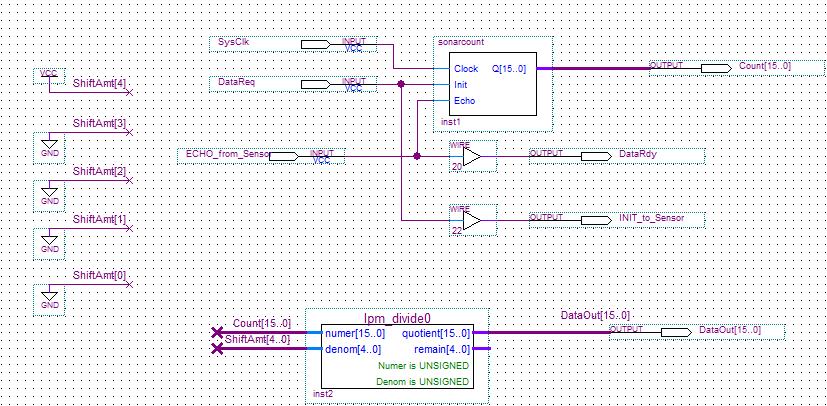 VCC
ShiftAmt[4]
ShiftAmt[3]
GND
ShiftAmt[2]
GND
ShiftAmt[1]
GND
ShiftAmt[0]
GND
SysClk
INPUT
VCC
DataReq
INPUT
VCC
sonarcount
Clock Q[15..0]
Init
Echo
inst1
OUTPUT
Count[15..0]
ECHO_from_Sensor
INPUT
VCC
WIRE
20
OUTPUT
DataRdy
WIRE
22
OUTPUT
INIT_to_Sensor
lpm_divide0
Count[15..0]
ShiftAmt[4..0]
numer[15..0] quotient[15..0]
denom[4..0] remain[4..0]
Numer is UNSIGNED
Denom is UNSIGNED
inst2
DataOut[15..0]
OUTPUT
DataOut[15..0]